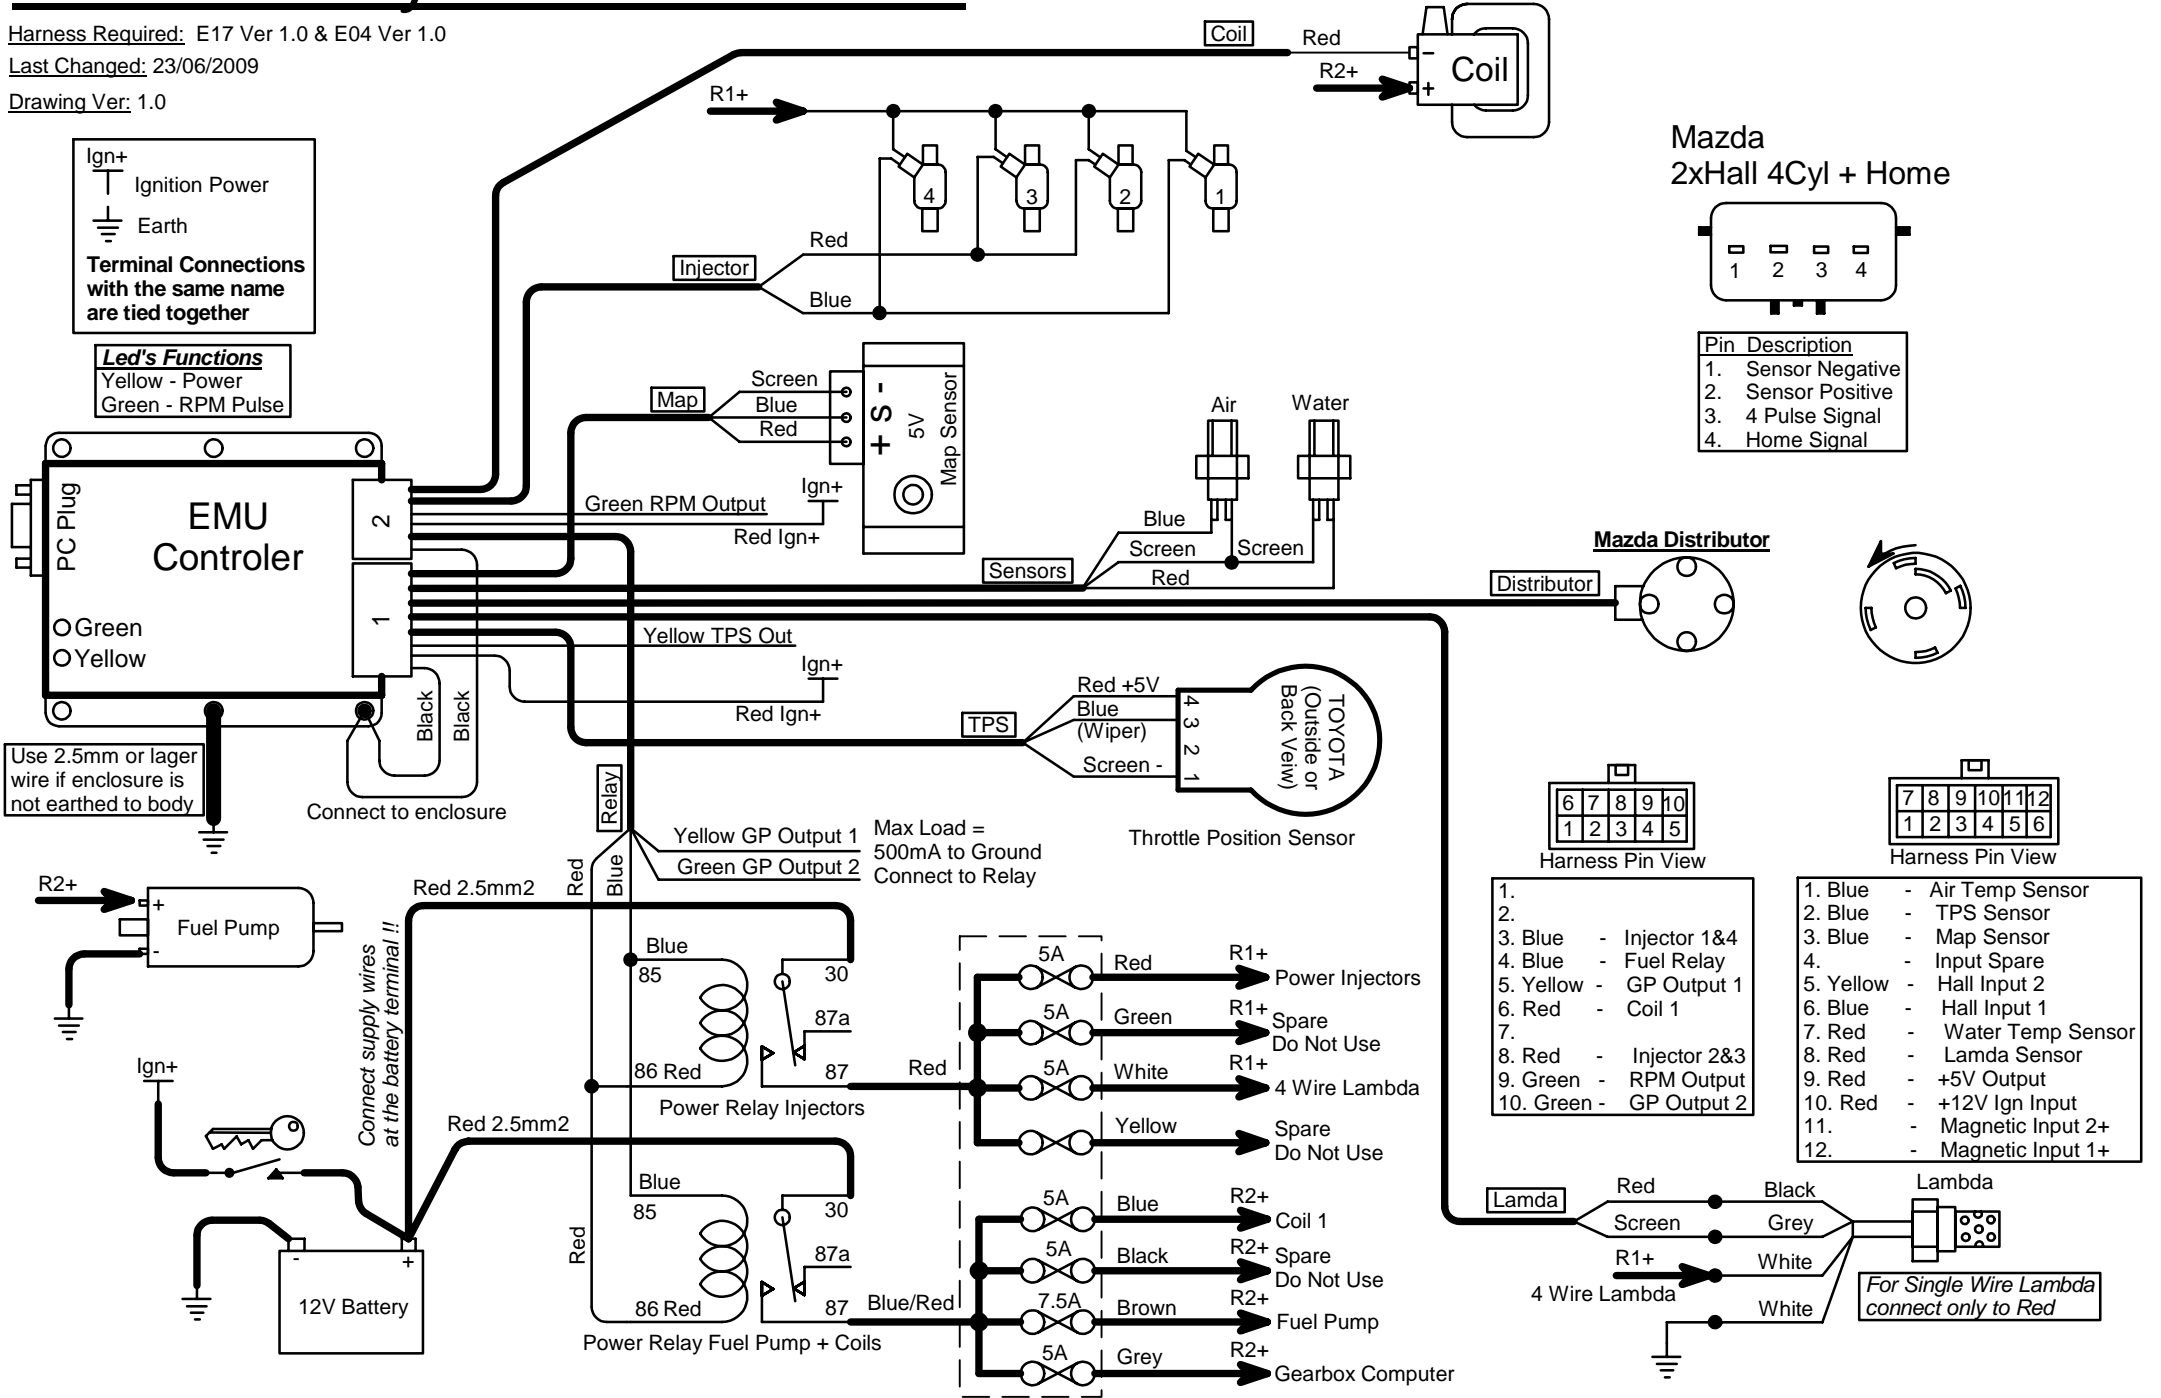 Harness Required: E17 Ver 1.0 & E04 Ver 1.0
Last Changed: 23/06/2009
Drawing Ver: 1.0
Ign+
Ignition Power
Earth
Terminal Connections
with the same name
are tied together
Led's Functions
Yellow - Power
Green - RPM Pulse
PC Plug
EMU
Controler
Green
Yellow
2
1
Use 2.5mm or lager
wire if enclosure is
not earthed to body
Black
Black
Connect to enclosure
Coil
Red
R2+
-
+
Coil
R1+
4
3
2
1
Injector
Red
Blue
Map
Screen
Blue
Red
+ S -
5V
Map Sensor
Green RPM Output
Ign+
Red Ign+
Air
Water
Sensors
Blue
Screen
Screen
Red
Mazda
2xHall 4Cyl + Home
1 2 3 4
Pin Description
1. Sensor Negative
2. Sensor Positive
3. 4 Pulse Signal
4. Home Signal
Mazda Distributor
Distributor
Yellow TPS Out
Ign+
Red Ign+
TPS
Red +5V
Blue
(Wiper)
Screen -
4
3
2
1
TOYOTA
(Outside or
Back Veiw)
Throttle Position Sensor
Relay
Yellow GP Output 1
Green GP Output 2
Max Load =
500mA to Ground
Connect to Relay
Red
Blue
R2+
+
-
Fuel Pump
Red 2.5mm2
Connect supply wires
at the battery terminal !!
Blue
85
30
87a
86 Red
87
Power Relay Injectors
Red
5A
Red
R1+
Power Injectors
5A
Green
R1+
Spare
Do Not Use
5A
White
R1+
4 Wire Lambda
Yellow
Spare
Do Not Use
Ign+
Red 2.5mm2
-
+
12V Battery
Red
Blue
85
30
87a
86 Red
87
Power Relay Fuel Pump + Coils
Blue/Red
5A
Blue
R2+
Coil 1
5A
Black
R2+
Spare
Do Not Use
7.5A
Brown
R2+
Fuel Pump
5A
Grey
R2+
Gearbox Computer
6 7 8 9 10
1 2 3 4 5
Harness Pin View
1.
2.
3. Blue - Injector 1&4
4. Blue - Fuel Relay
5. Yellow - GP Output 1
6. Red - Coil 1
7.
8. Red - Injector 2&3
9. Green - RPM Output
10. Green - GP Output 2
7 8 9 10 11 12
1 2 3 4 5 6
Harness Pin View
1. Blue - Air Temp Sensor
2. Blue - TPS Sensor
3. Blue - Map Sensor
4. - Input Spare
5. Yellow - Hall Input 2
6. Blue - Hall Input 1
7. Red - Water Temp Sensor
8. Red - Lamda Sensor
9. Red - +5V Output
10. Red - +12V Ign Input
11. - Magnetic Input 2+
12. - Magnetic Input 1+
Lamda
Red
Screen
Black
Grey
Lambda
R1+
4 Wire Lambda
White
White
For Single Wire Lambda
connect only to Red